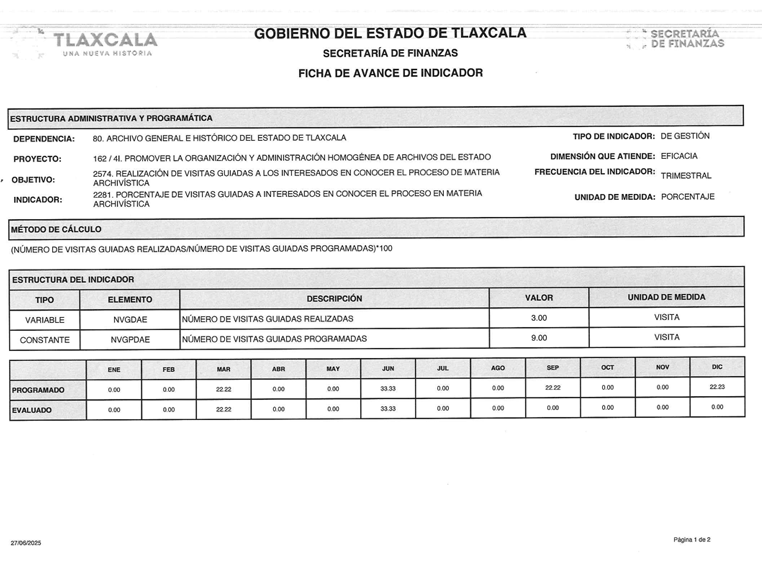 TLAXCALA
UNA NUEVA HISTORIA
GOBIERNO DEL ESTADO DE TLAXCALA
SECRETARÍA DE FINANZAS
FICHA DE AVANCE DE INDICADOR
SECRETARÍA
DE FINANZAS
ESTRUCTURA ADMINISTRATIVA Y PROGRAMÁTICA
DEPENDENCIA: 80. ARCHIVO GENERAL E HISTÓRICO DEL ESTADO DE TLAXCALA TIPO DE INDICADOR: DE GESTIÓN
PROYECTO: 162 / 4I. PROMOVER LA ORGANIZACIÓN Y ADMINISTRACIÓN HOMOGÉNEA DE ARCHIVOS DEL ESTADO DIMENSIÓN QUE ATIENDE: EFICACIA
OBJETIVO: 2574. REALIZACIÓN DE VISITAS GUIADAS A LOS INTERESADOS EN CONOCER EL PROCESO DE MATERIA ARCHIVÍSTICA FRECUENCIA DEL INDICADOR: TRIMESTRAL
INDICADOR: 2281. PORCENTAJE DE VISITAS GUIADAS A INTERESADOS EN CONOCER EL PROCESO EN MATERIA ARCHIVÍSTICA UNIDAD DE MEDIDA: PORCENTAJE
MÉTODO DE CÁLCULO
(NÚMERO DE VISITAS GUIADAS REALIZADAS/NÚMERO DE VISITAS GUIADAS PROGRAMADAS)*100
ESTRUCTURA DEL INDICADOR
TIPO ELEMENTO DESCRIPCIÓN VALOR UNIDAD DE MEDIDA
VARIABLE NVGDAE NÚMERO DE VISITAS GUIADAS REALIZADAS 3.00 VISITA
CONSTANTE NVGPDAE NÚMERO DE VISITAS GUIADAS PROGRAMADAS 9.00 VISITA
ENE FEB MAR ABR MAY JUN JUL AGO SEP OCT NOV DIC
PROGRAMADO 0.00 0.00 22.22 0.00 0.00 33.33 0.00 0.00 22.22 0.00 0.00 22.23
EVALUADO 0.00 0.00 22.22 0.00 0.00 33.33 0.00 0.00 0.00 0.00 0.00 0.00
27/06/2025
Página 1 de 2